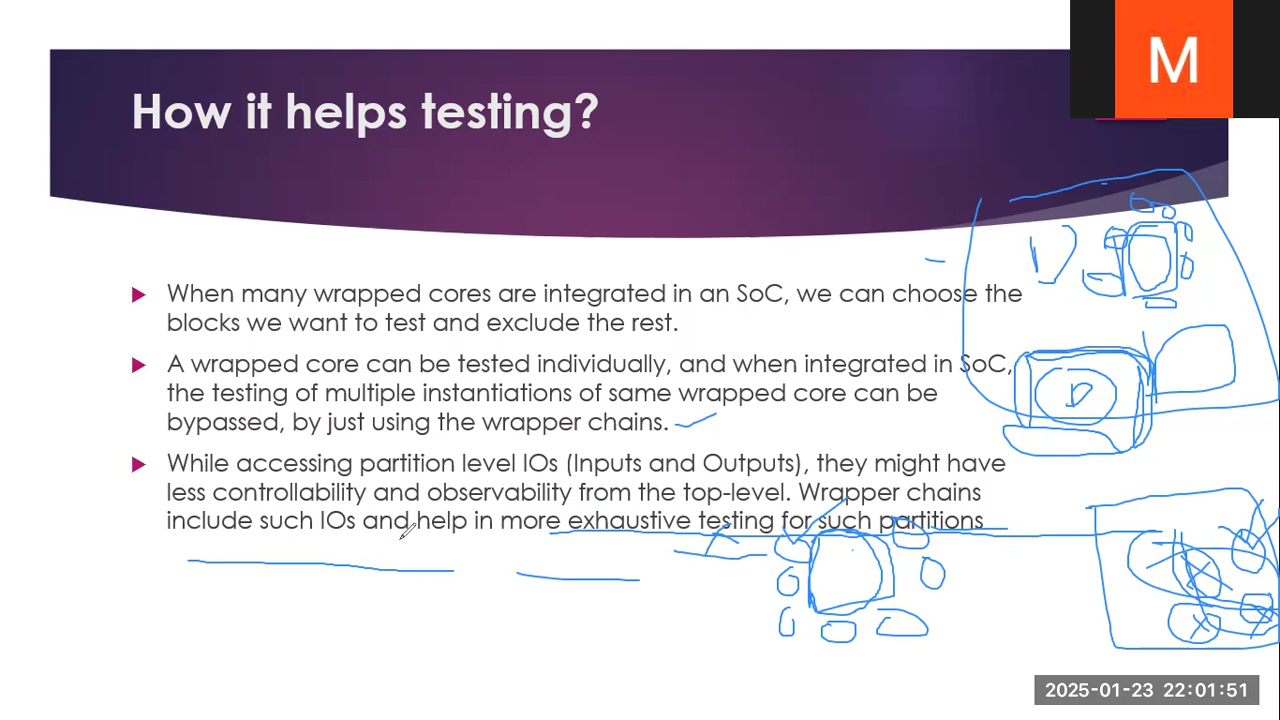 M
How it helps testing?
When many wrapped cores are integrated in an SoC, we can choose the
blocks we want to test and exclude the rest.
A wrapped core can be tested individually, and when integrated in SoC,
the testing of multiple instantiations of same wrapped core can be
bypassed, by just using the wrapper chains.
While accessing partition level IOs (Inputs and Outputs), they might have
less controllability and observability from the top-level. Wrapper chains
include such IOs and help in more exhaustive testing for such partitions
D
D
2025-01-23 22:01:51